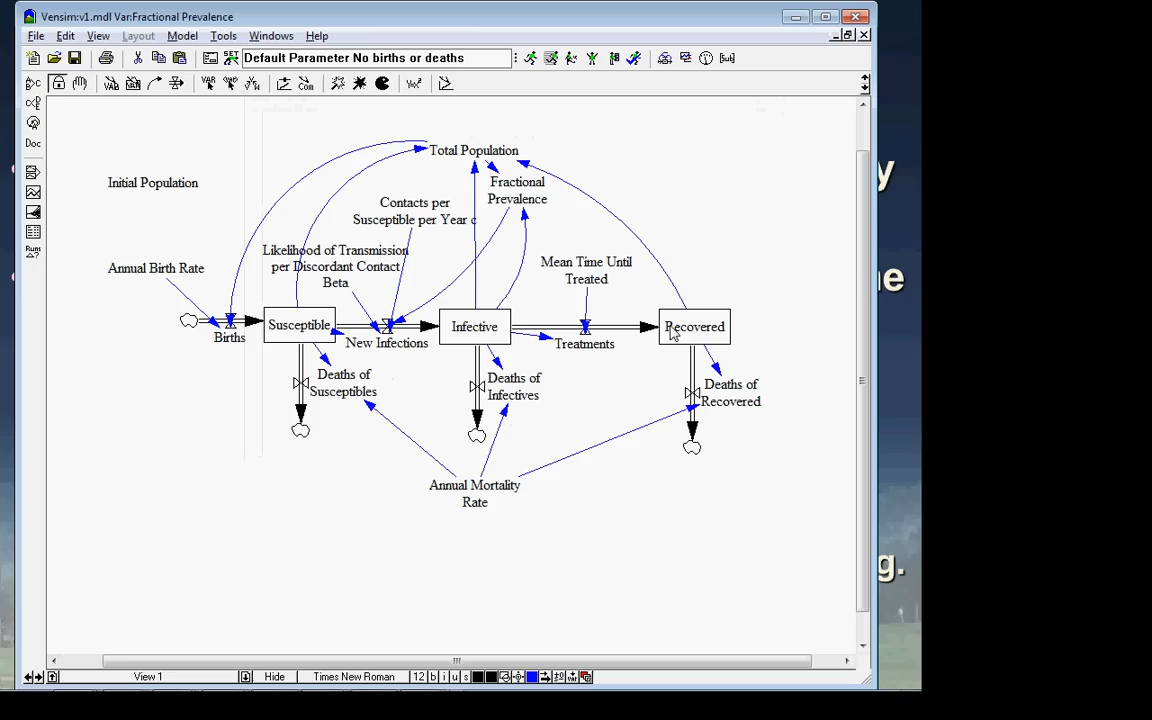 Vensim:v1.mdl Var:Fractional Prevalence
File Edit View Layout Model Tools Windows Help
Default Parameter No births or deaths
Doc
Runs
Total Population
Initial Population
Fractional
Prevalence
Contacts per
Susceptible per Year c
Likelihood of Transmission
per Discordant Contact
Beta
Mean Time Until
Treated
Annual Birth Rate
Susceptible
Infective
Recovered
Births
New Infections
Treatments
Deaths of
Susceptibles
Deaths of
Infectives
Deaths of
Recovered
Annual Mortality
Rate
View 1
Hide
Times New Roman
12 b i u s
y
ne
g.